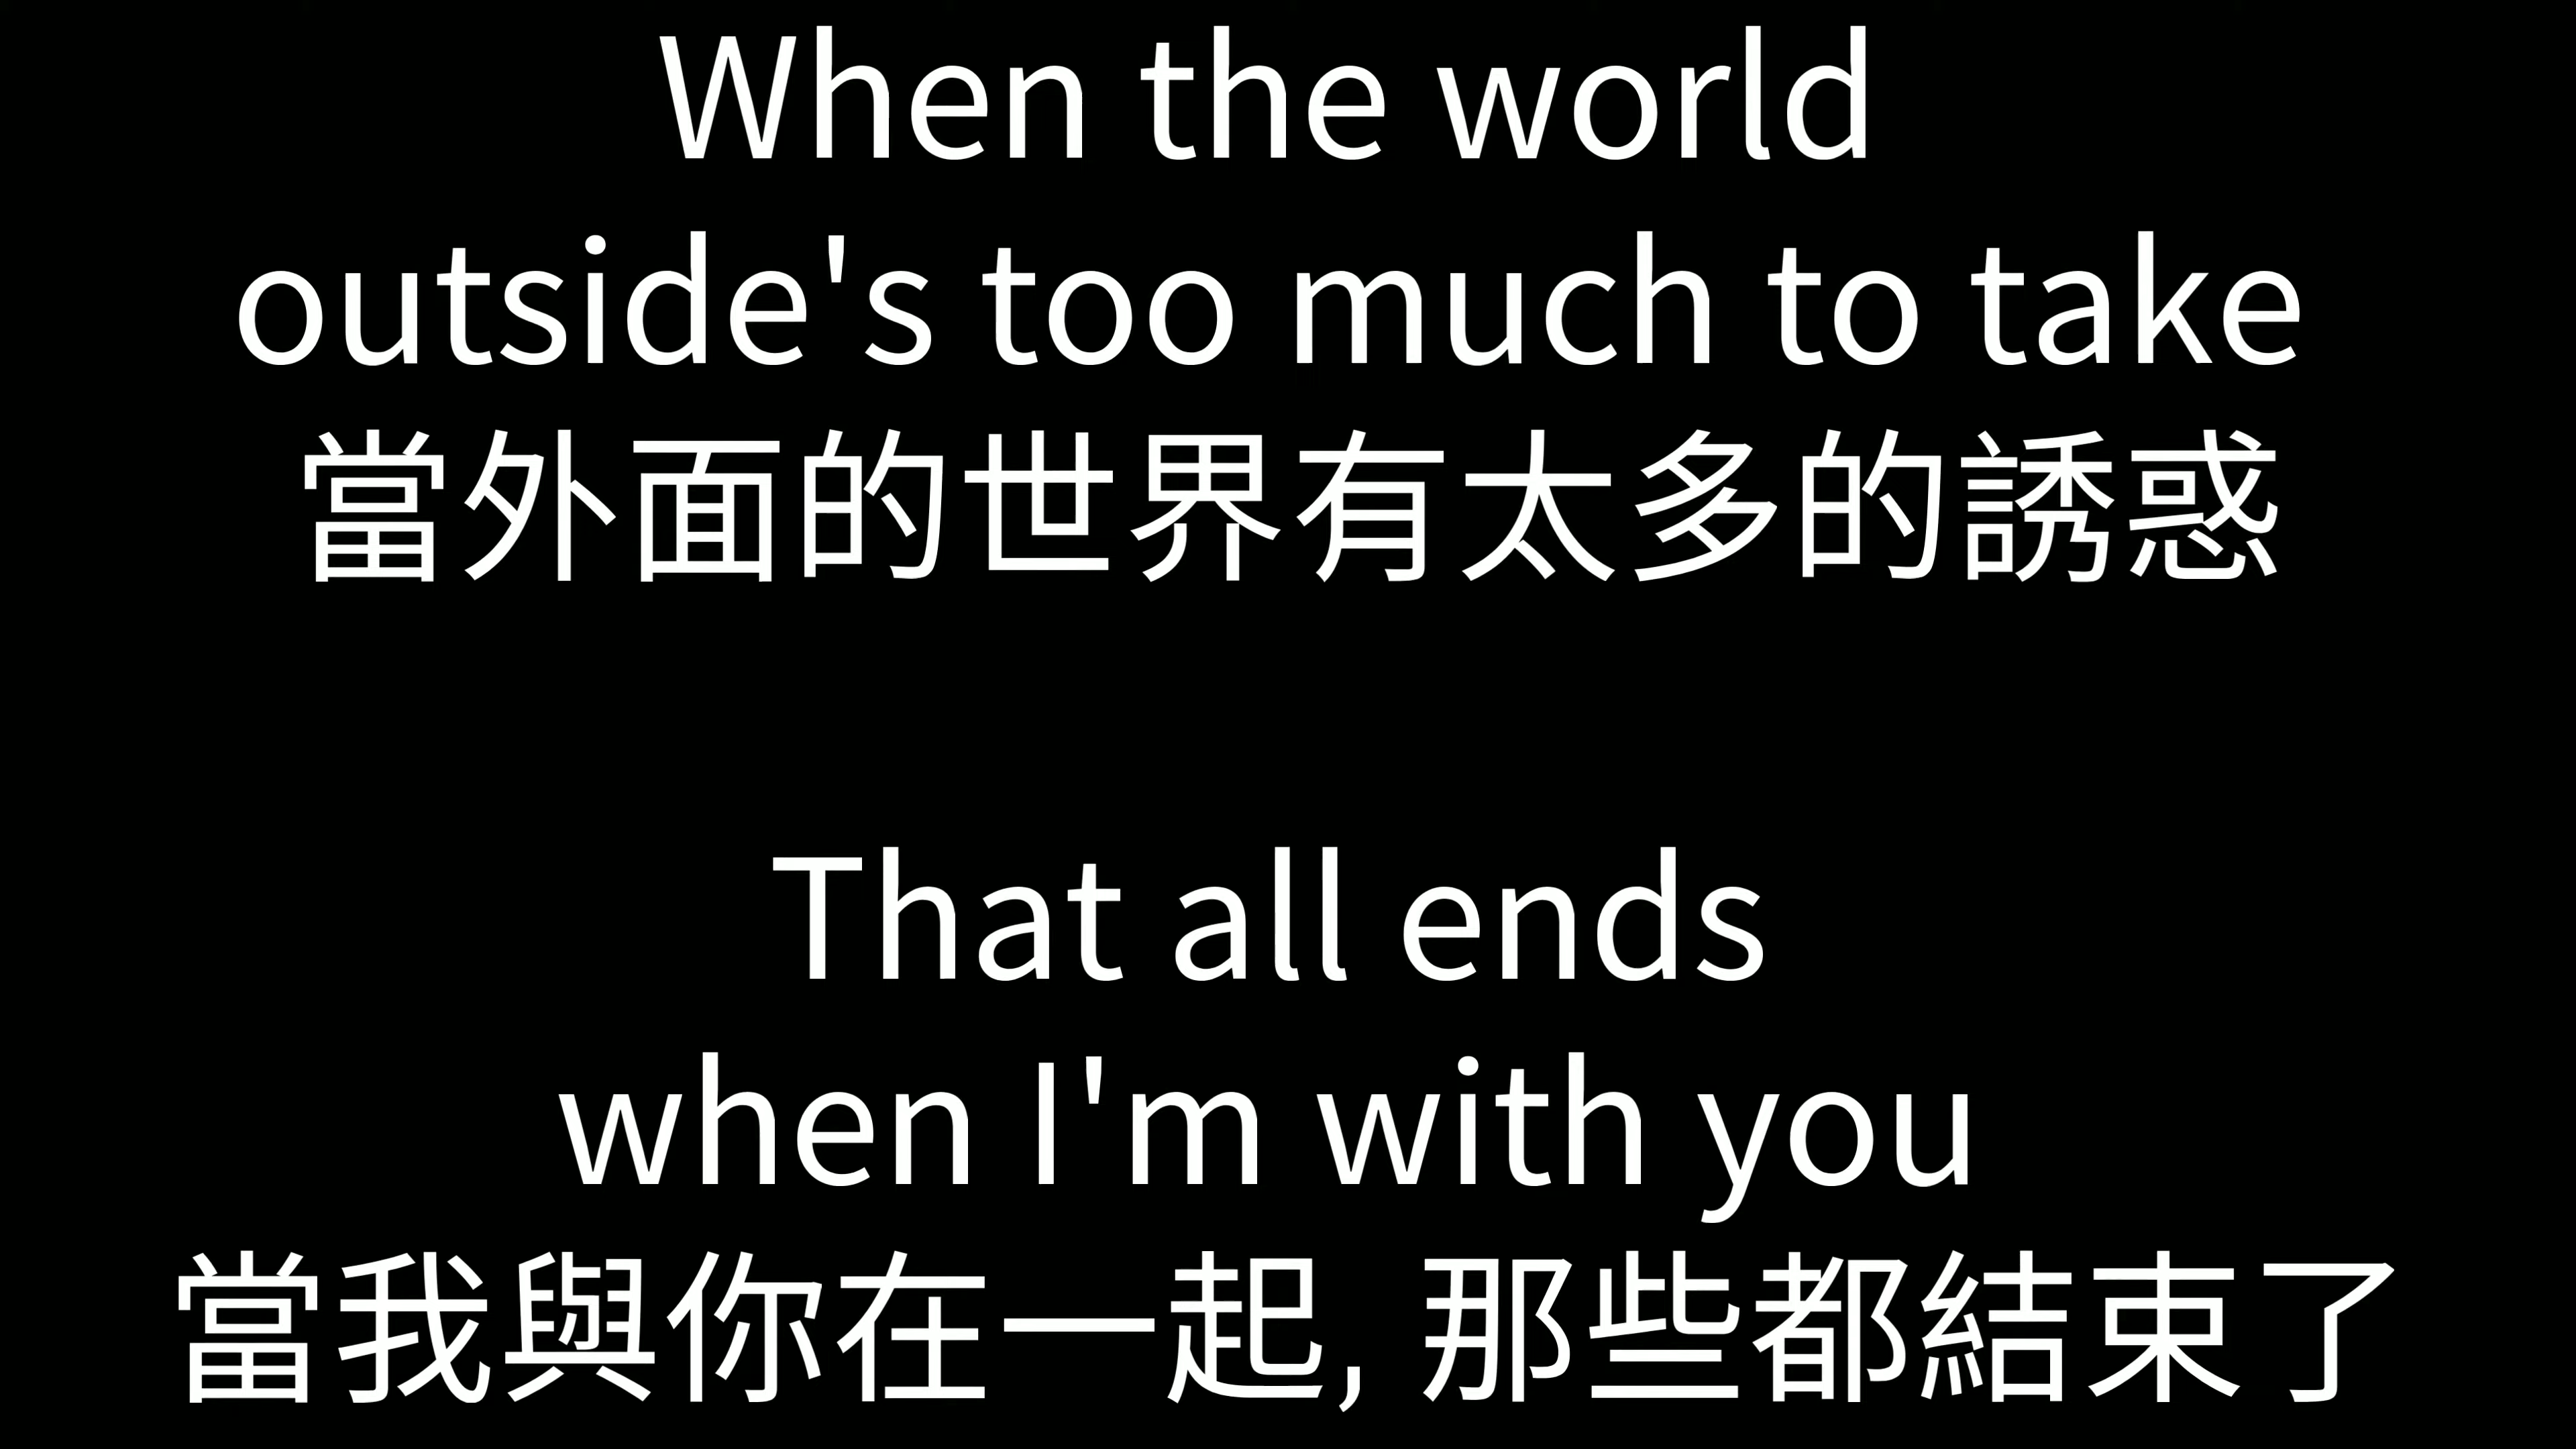 When the world
outside's too much to take
當外面的世界有太多的誘惑
That all ends
when I'm with you
當我與你在一起, 那些都結束了